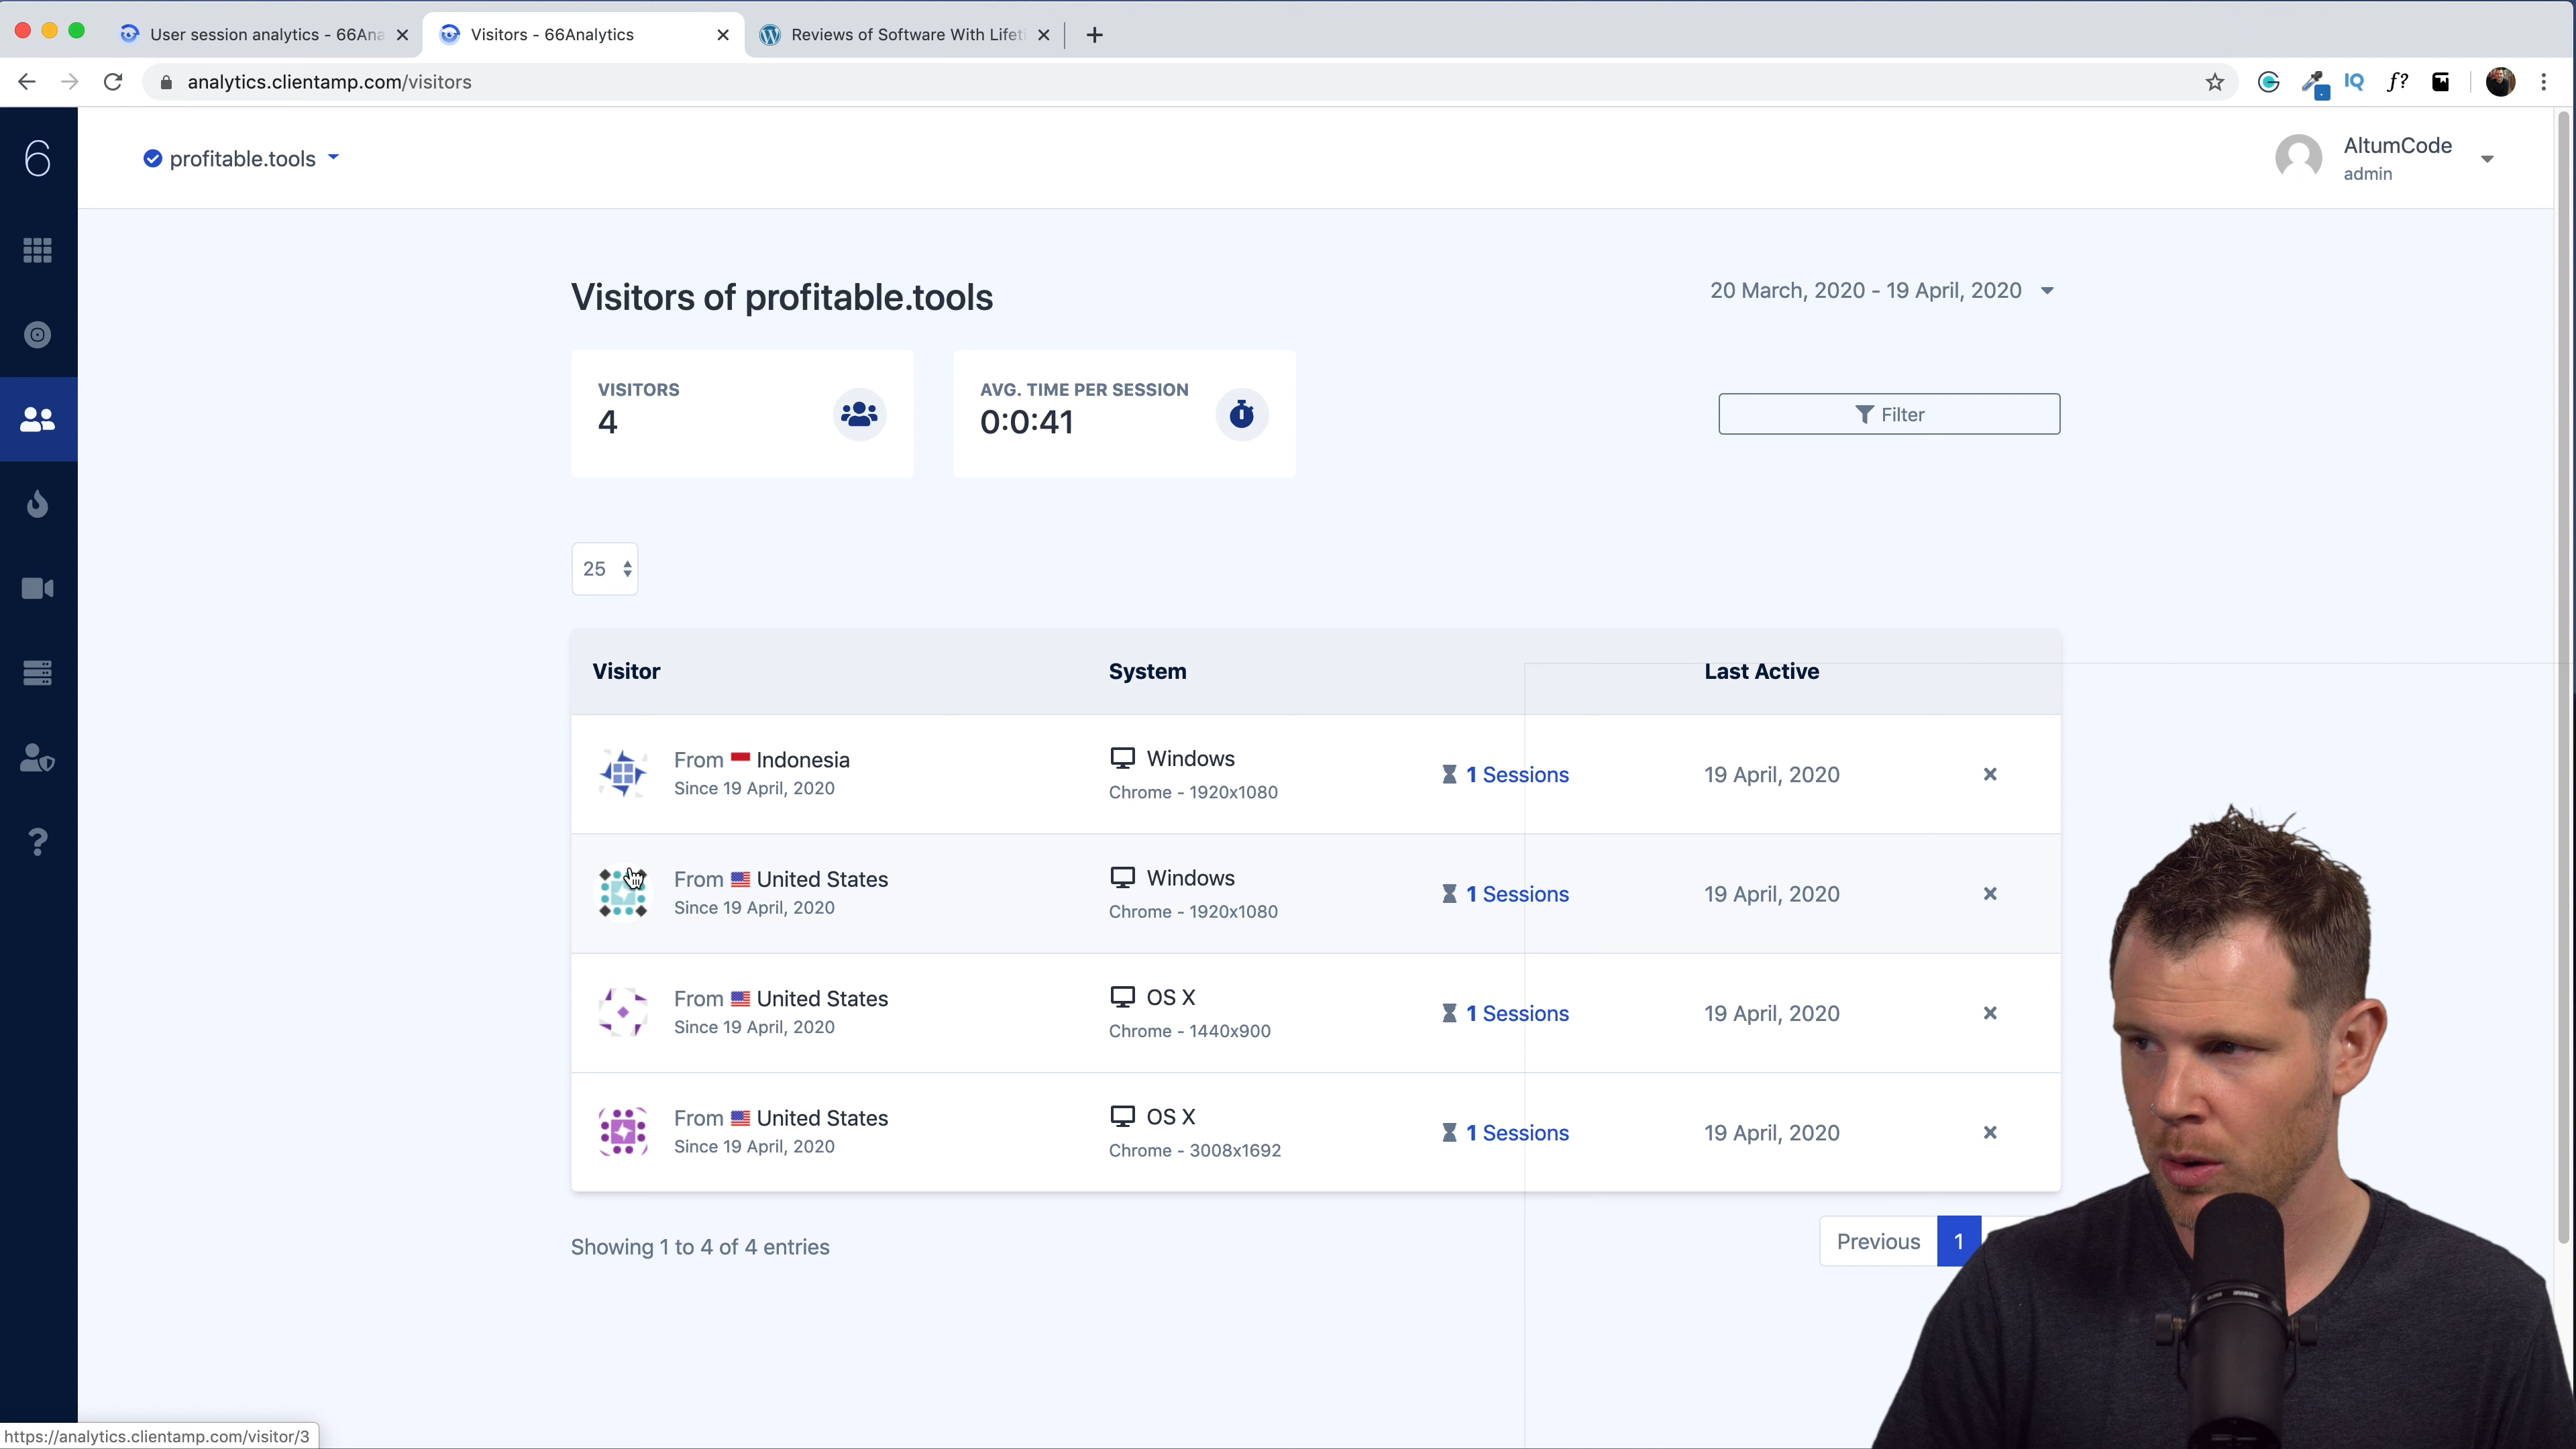 User session analytics - 66Ana
Visitors - 66Analytics
Reviews of Software With Lifeti
analytics.clientamp.com/visitors
IQ
f?
6
profitable.tools
AltumCode
admin
Visitors of profitable.tools
20 March, 2020 - 19 April, 2020
VISITORS
4
AVG. TIME PER SESSION
0:0:41
Filter
25
Visitor
System
Last Active
From Indonesia
Since 19 April, 2020
Windows
Chrome - 1920x1080
1 Sessions
19 April, 2020
From United States
Since 19 April, 2020
Windows
Chrome - 1920x1080
1 Sessions
19 April, 2020
From United States
Since 19 April, 2020
OS X
Chrome - 1440x900
1 Sessions
19 April, 2020
From United States
Since 19 April, 2020
OS X
Chrome - 3008x1692
1 Sessions
19 April, 2020
Showing 1 to 4 of 4 entries
Previous
1
https://analytics.clientamp.com/visitor/3